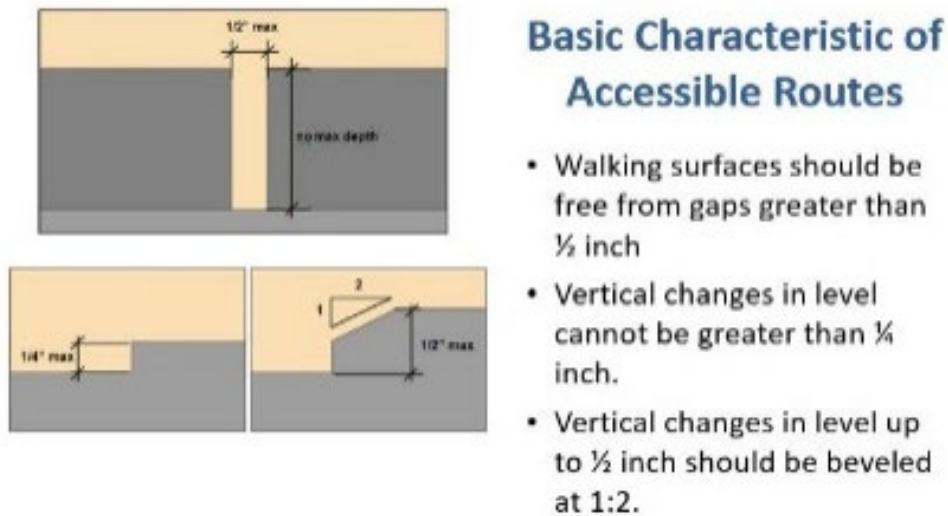 1/2" max
no max depth
1/4" max
2
1
1/2" max
Basic Characteristic of
Accessible Routes
• Walking surfaces should be
free from gaps greater than
½ inch
• Vertical changes in level
cannot be greater than ¼
inch.
• Vertical changes in level up
to ½ inch should be beveled
at 1:2.